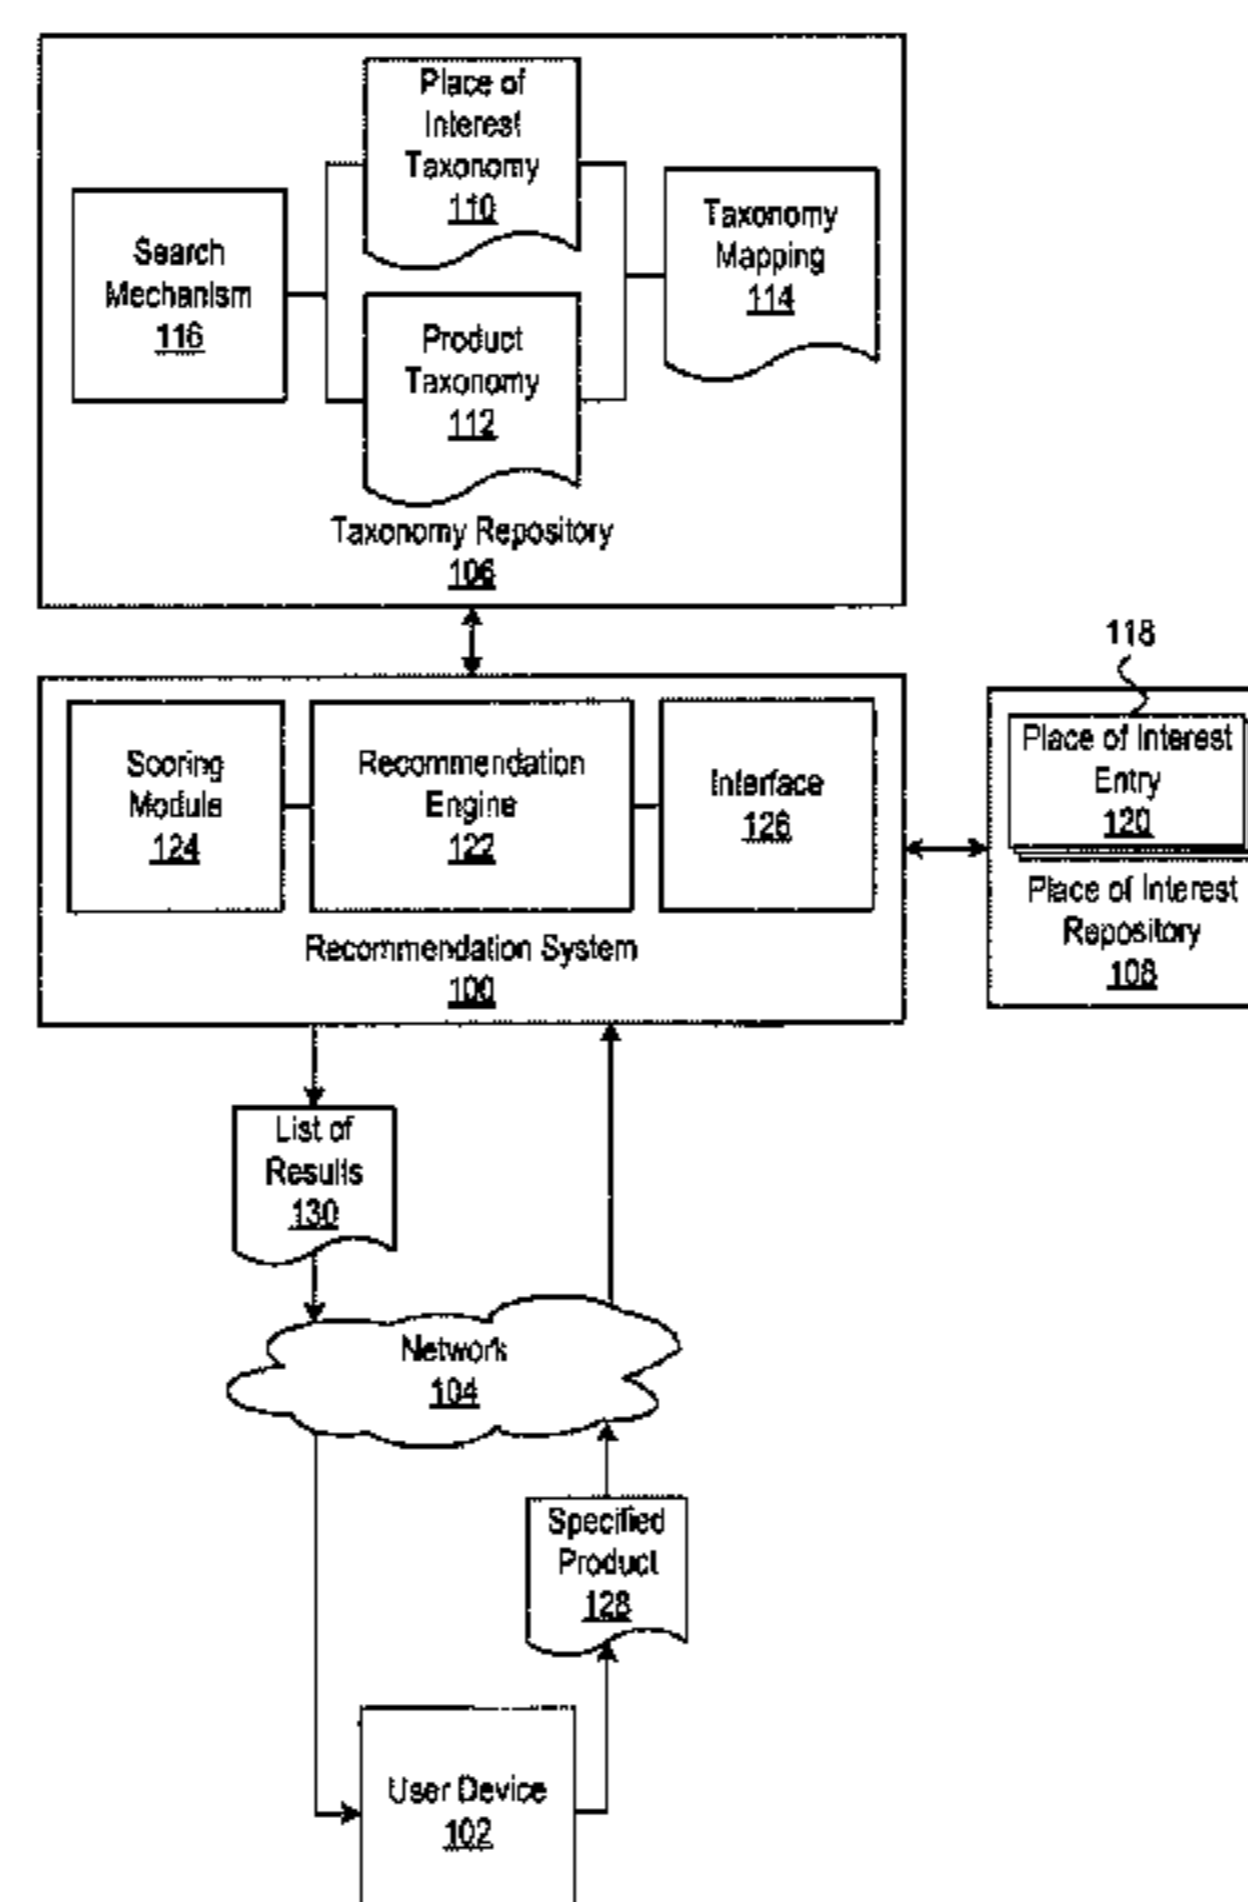 Place of
Interest
Taxonomy
110
Search
Mechanism
116
Product
Taxonomy
112
Taxonomy
Mapping
114
Taxonomy Repository
106
Scoring
Module
124
Recommendation
Engine
122
Interface
126
Recommendation System
100
118
Place of Interest
Entry
120
Place of Interest
Repository
108
List of
Results
130
Network
104
Specified
Product
128
User Device
102